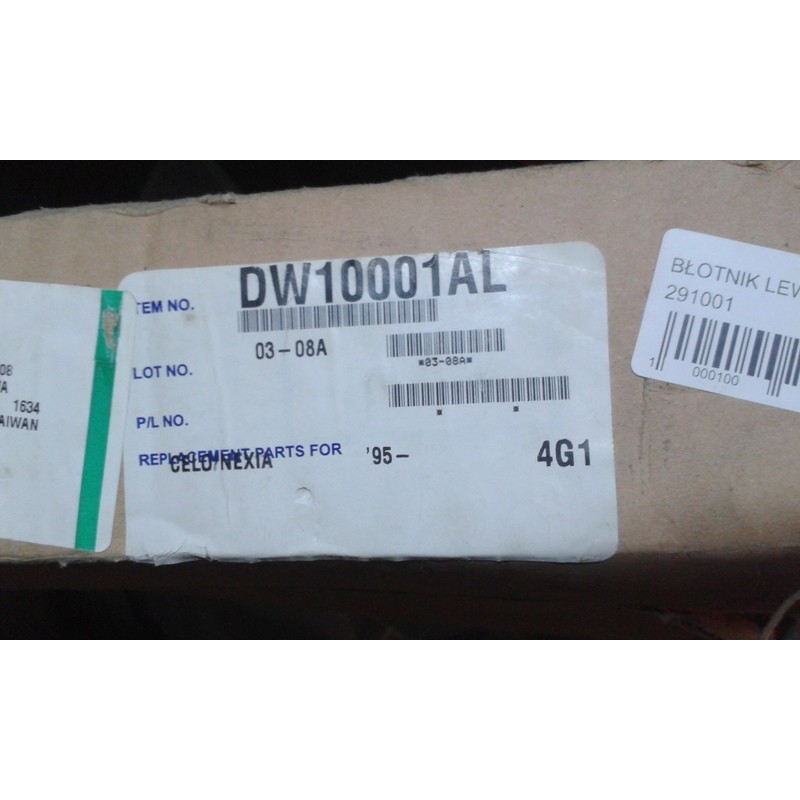 ITEM NO. DW10001AL
03-08A
*03-08A*
LOT NO.
P/L NO.
* *
REPLACEMENT PARTS FOR
CELO/NEXIA '95- 4G1
08
1634
AIWAN
BŁOTNIK LEW
291001
1 000100